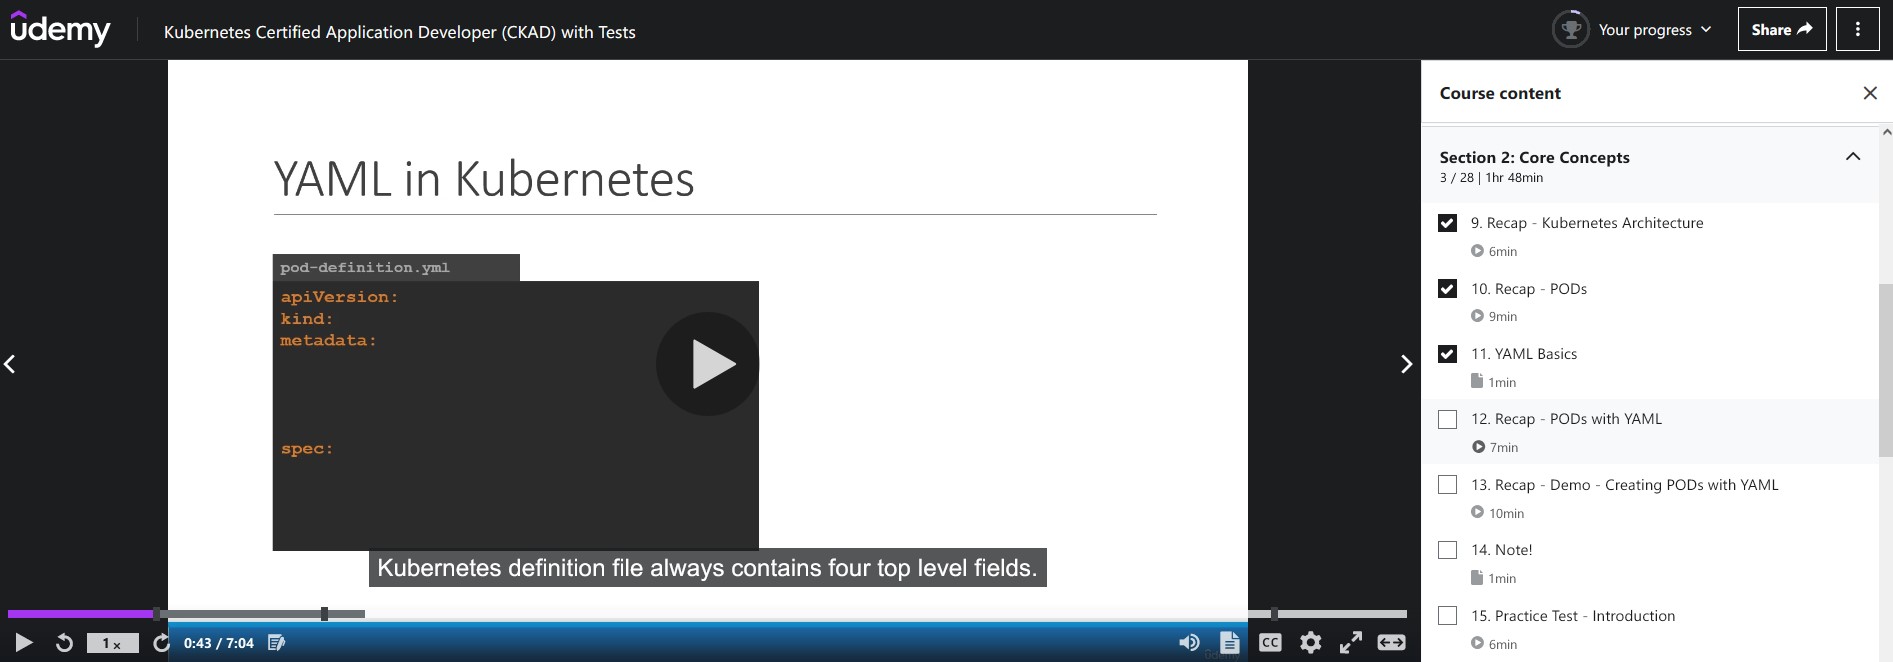 udemy
Kubernetes Certified Application Developer (CKAD) with Tests
Your progress
Share
YAML in Kubernetes
pod-definition.yml
apiVersion:
kind:
metadata:
spec:
Kubernetes definition file always contains four top level fields.
1x
0:43 / 7:04
udemy
CC
Course content
Section 2: Core Concepts
3 / 28 | 1hr 48min
9. Recap - Kubernetes Architecture
6min
10. Recap - PODs
9min
11. YAML Basics
1min
12. Recap - PODs with YAML
7min
13. Recap - Demo - Creating PODs with YAML
10min
14. Note!
1min
15. Practice Test - Introduction
6min